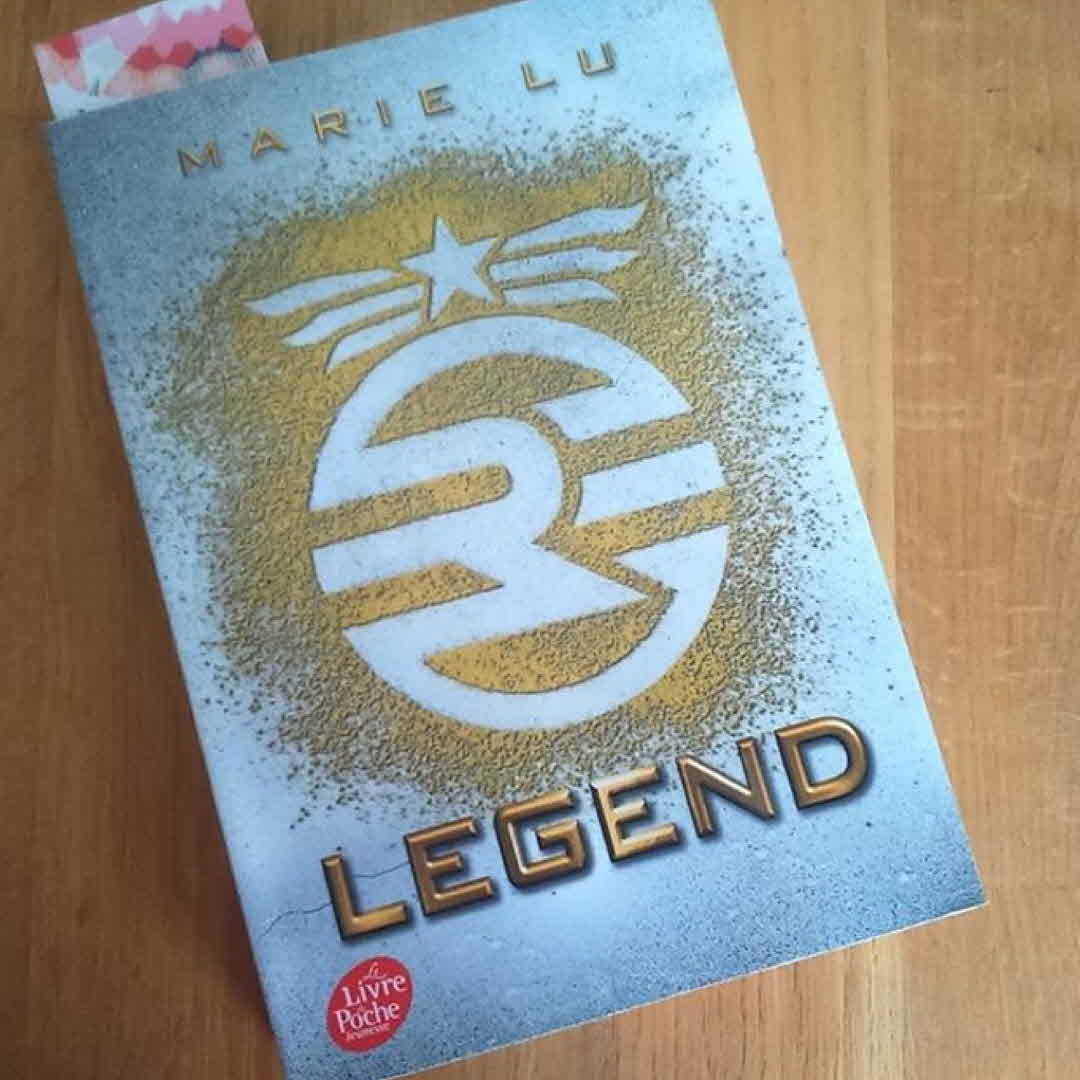 MARIE LU
LEGEND
Le
Livre
de
Poche
Jeunesse